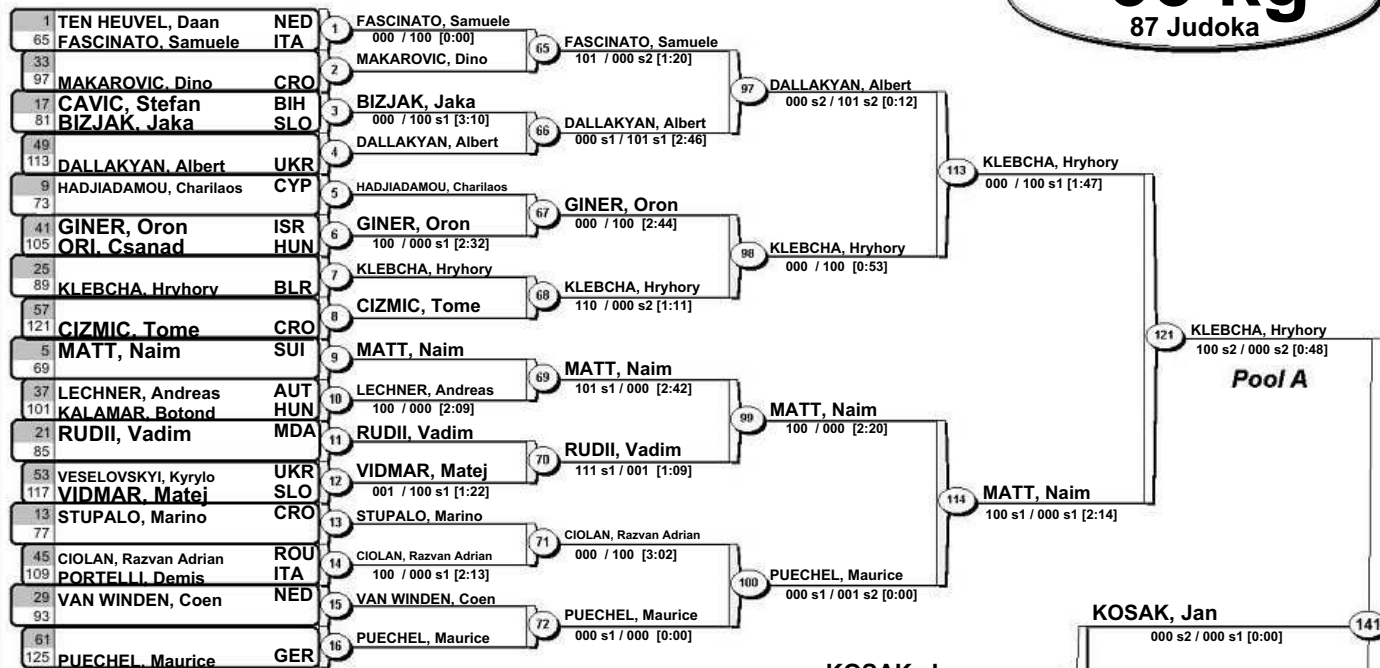 1 TEN HEUVEL, Daan NED
65 FASCINATO, Samuele ITA
33
97 MAKAROVIC, Dino CRO
17 CAVIC, Stefan BIH
81 BIZJAK, Jaka SLO
49
113 DALLAKYAN, Albert UKR
9 HADJIADAMOU, Charilaos CYP
73
41 GINER, Oron ISR
105 ORI, Csanad HUN
25
89 KLEBCHA, Hryhory BLR
57
121 CIZMIC, Tome CRO
5 MATT, Naim SUI
69
37 LECHNER, Andreas AUT
101 KALAMAR, Botond HUN
21 RUDII, Vadim MDA
85
53 VESELOVSKYI, Kyrylo UKR
117 VIDMAR, Matej SLO
13 STUPALO, Marino CRO
77
45 CIOLAN, Razvan Adrian ROU
109 PORTELLI, Demis ITA
29 VAN WINDEN, Coen NED
93
61
125 PUECHEL, Maurice GER
1 FASCINATO, Samuele
000 / 100 [0:00]
2 MAKAROVIC, Dino
3 BIZJAK, Jaka
000 / 100 s1 [3:10]
4 DALLAKYAN, Albert
5 HADJIADAMOU, Charilaos
6 GINER, Oron
100 / 000 s1 [2:32]
7 KLEBCHA, Hryhory
8 CIZMIC, Tome
9 MATT, Naim
10 LECHNER, Andreas
100 / 000 [2:09]
11 RUDII, Vadim
12 VIDMAR, Matej
001 / 100 s1 [1:22]
13 STUPALO, Marino
14 CIOLAN, Razvan Adrian
100 / 000 s1 [2:13]
15 VAN WINDEN, Coen
16 PUECHEL, Maurice
65 FASCINATO, Samuele
101 / 000 s2 [1:20]
66 DALLAKYAN, Albert
000 s1 / 101 s1 [2:46]
67 GINER, Oron
000 / 100 [2:44]
68 KLEBCHA, Hryhory
110 / 000 s2 [1:11]
69 MATT, Naim
101 s1 / 000 [2:42]
70 RUDII, Vadim
111 s1 / 001 [1:09]
71 CIOLAN, Razvan Adrian
000 / 100 [3:02]
72 PUECHEL, Maurice
000 s1 / 000 [0:00]
97 DALLAKYAN, Albert
000 s2 / 101 s2 [0:12]
98 KLEBCHA, Hryhory
000 / 100 [0:53]
99 MATT, Naim
100 / 000 [2:20]
100 PUECHEL, Maurice
000 s1 / 001 s2 [0:00]
113 KLEBCHA, Hryhory
000 / 100 s1 [1:47]
114 MATT, Naim
100 s1 / 000 s1 [2:14]
121 KLEBCHA, Hryhory
100 s2 / 000 s2 [0:48]
Pool A
kg
87 Judoka
KOSAK, Jan
000 s2 / 000 s1 [0:00]
141